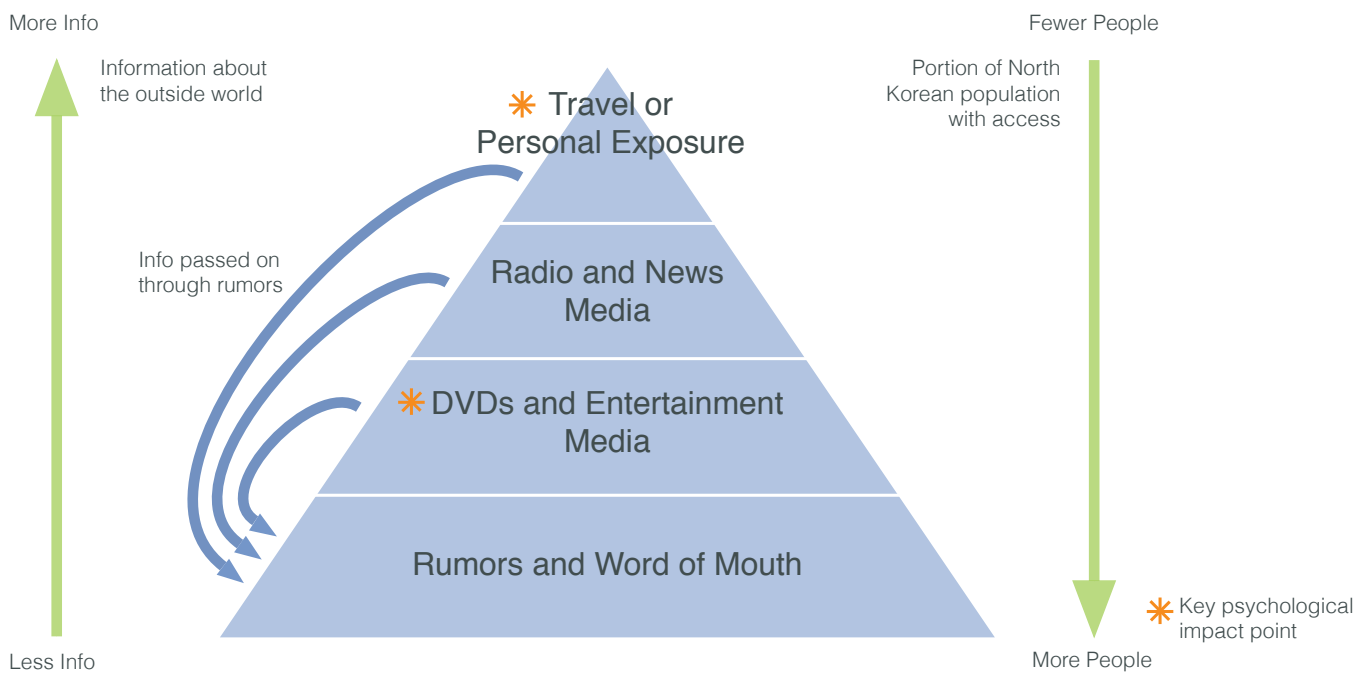 More Info
Fewer People
Information about
the outside world
Portion of North
Korean population
with access
Travel or
Personal Exposure
Info passed on
through rumors
Radio and News
Media
DVDs and Entertainment
Media
Rumors and Word of Mouth
Key psychological
impact point
Less Info
More People